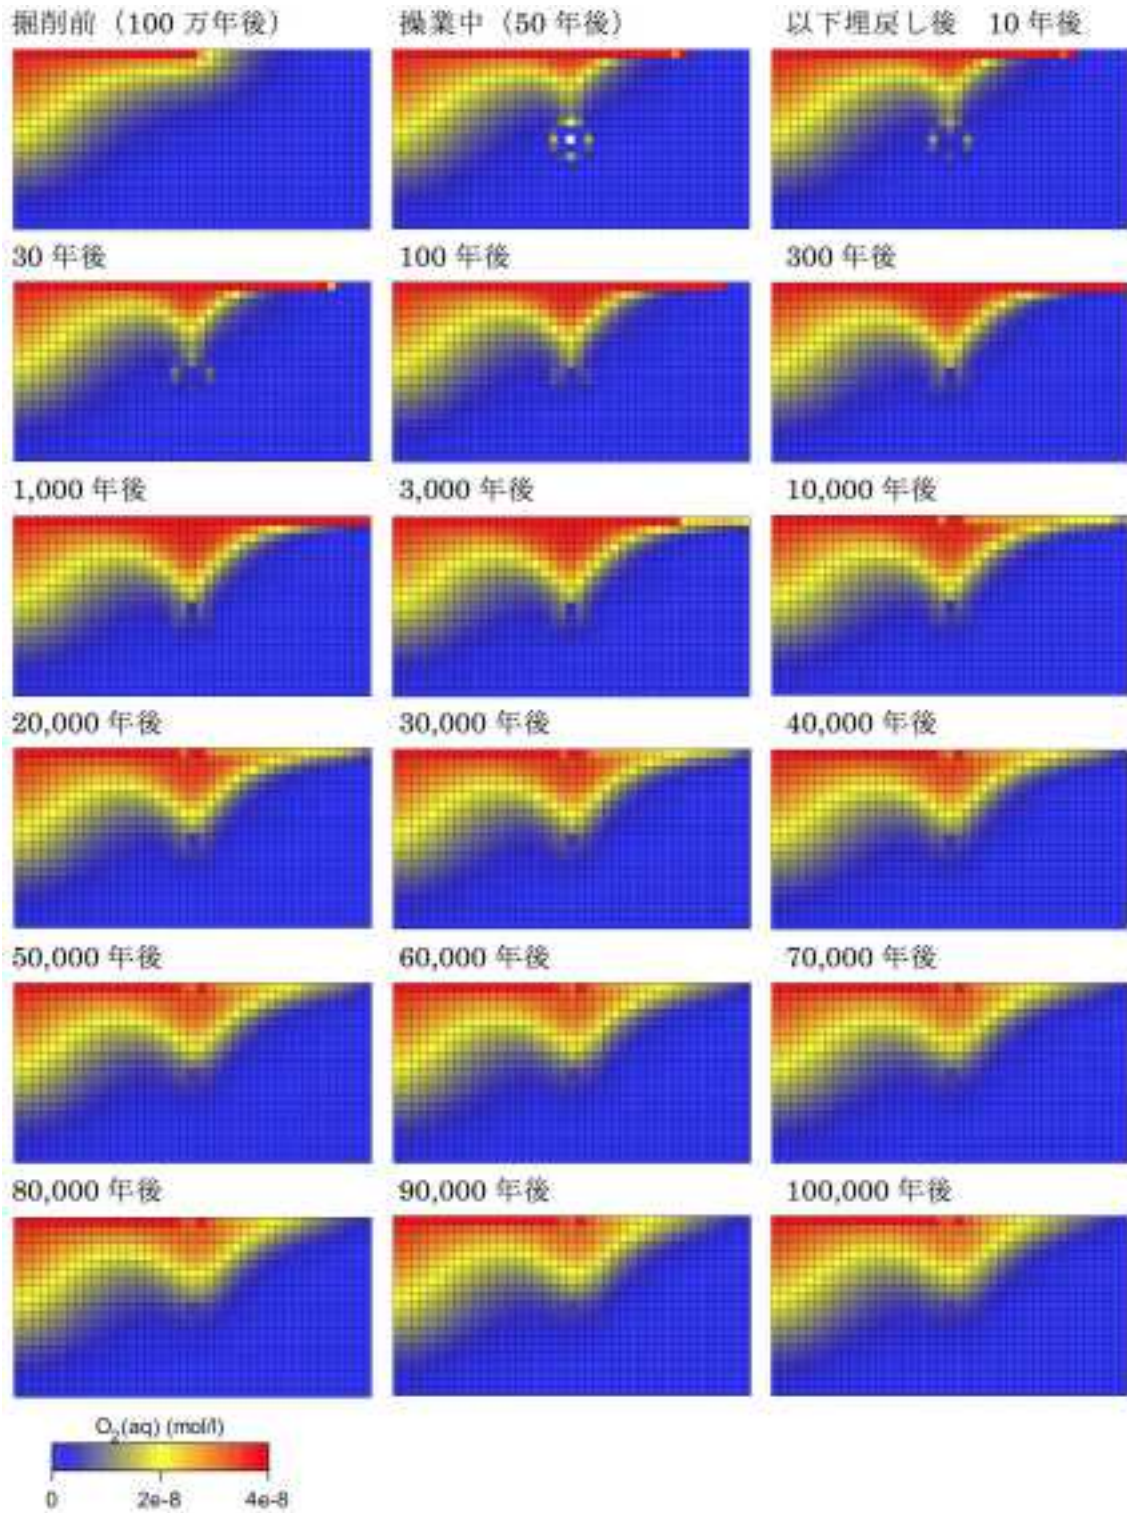 掘削前（100 万年後） 操業中（50 年後） 以下埋戻し後 10 年後
30 年後 100 年後 300 年後
1,000 年後 3,000 年後 10,000 年後
20,000 年後 30,000 年後 40,000 年後
50,000 年後 60,000 年後 70,000 年後
80,000 年後 90,000 年後 100,000 年後
O₂(aq) (mol/l)
0 2e-8 4e-8